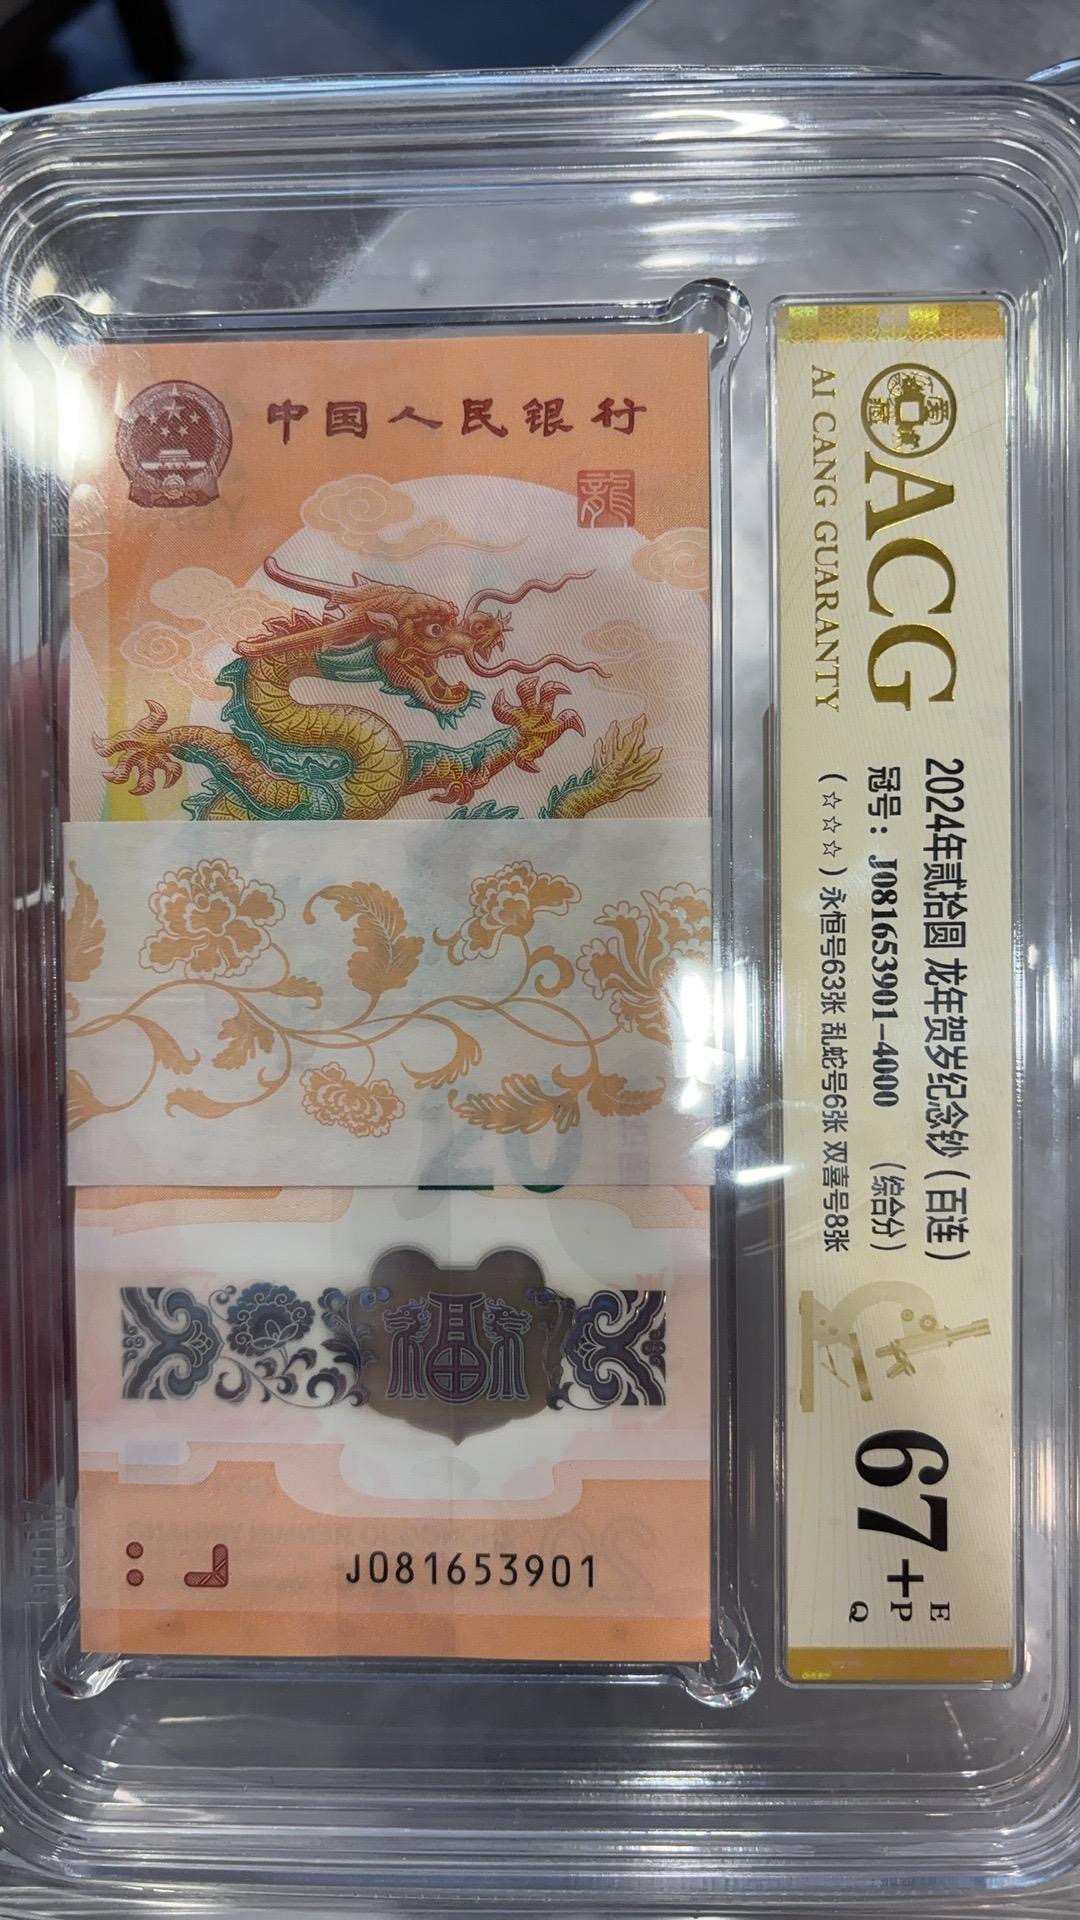 中国人民银行
龍
20
福
J081653901
ACG
AI CANG GUARANTY
2024年贰拾圆 龙年贺岁纪念钞（百连）
冠号：J081653901-4000 （综合分）
（☆☆☆）永恒号63张 乱蛇号6张 双喜号8张
67+
E
P
Q